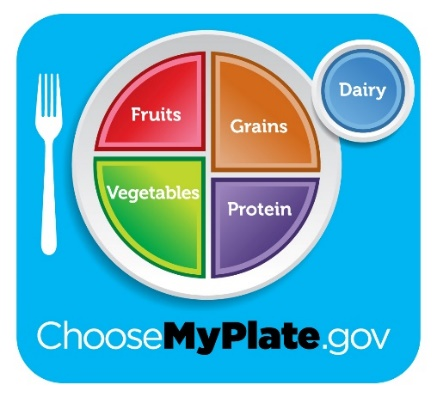 Fruits
Grains
Dairy
Vegetables
Protein
ChooseMyPlate.gov